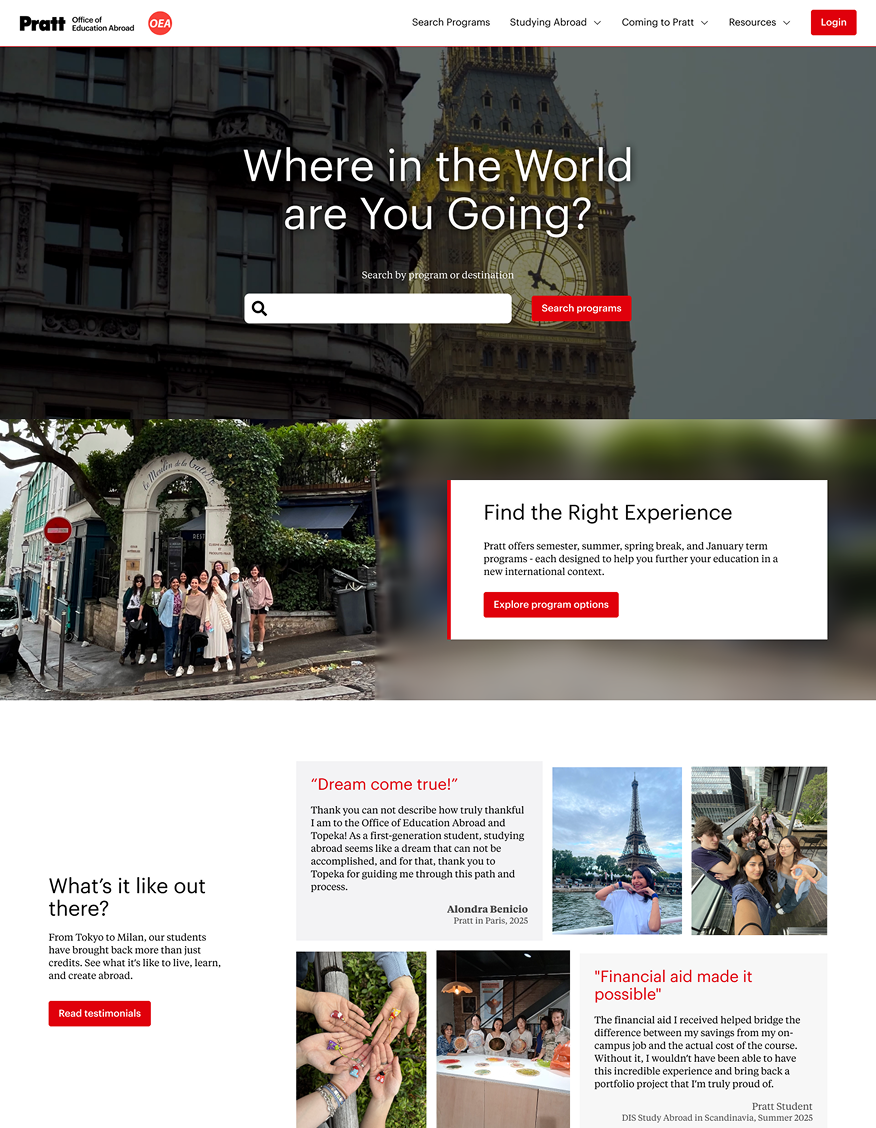 Pratt Office of
Education Abroad
OEA
Search Programs Studying Abroad Coming to Pratt Resources Login
Where in the World
are You Going?
Search by program or destination
Search programs
Le Moulin de la Galette
REST
Find the Right Experience
Pratt offers semester, summer, spring break, and January term
programs - each designed to help you further your education in a
new international context.
Explore program options
“Dream come true!”
Thank you can not describe how truly thankful
I am to the Office of Education Abroad and
Topeka! As a first-generation student, studying
abroad seems like a dream that can not be
accomplished, and for that, thank you to
Topeka for guiding me through this path and
process.
Alondra Benicio
Pratt in Paris, 2025
What’s it like out
there?
From Tokyo to Milan, our students
have brought back more than just
credits. See what it's like to live, learn,
and create abroad.
Read testimonials
"Financial aid made it
possible"
The financial aid I received helped bridge the
difference between my savings from my on-
campus job and the actual cost of the course.
Without it, I wouldn't have been able to have
this incredible experience and bring back a
portfolio project that I'm truly proud of.
Pratt Student
DIS Study Abroad in Scandinavia, Summer 2025